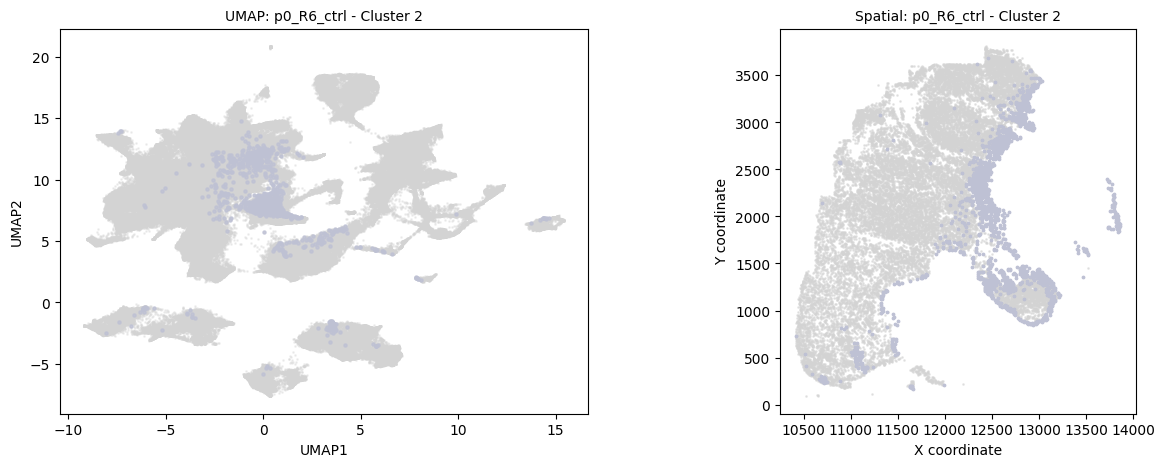 UMAP: p0_R6_ctrl - Cluster 2
20
15
10
5
0
−5
−10
−5
0
5
10
15
UMAP1
UMAP2
Spatial: p0_R6_ctrl - Cluster 2
3500
3000
2500
2000
1500
1000
500
0
10500 11000 11500 12000 12500 13000 13500 14000
X coordinate
Y coordinate